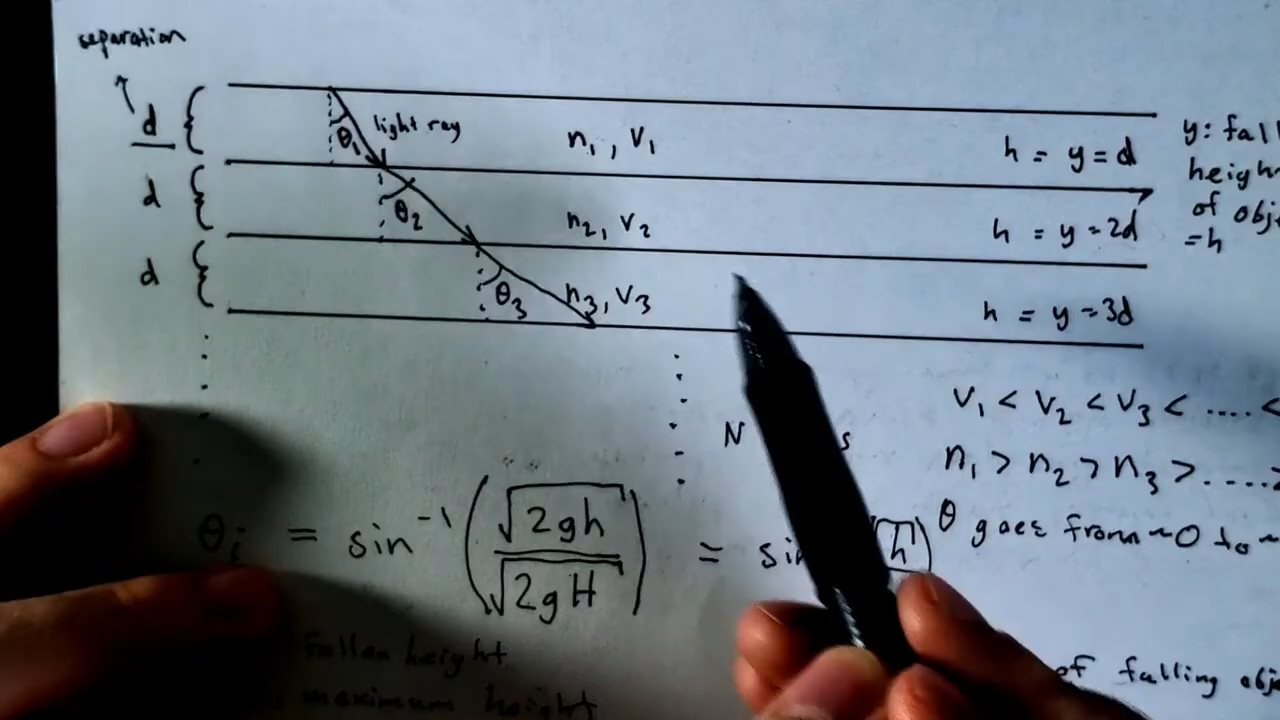 separation
d
θ₁
light ray
n₁, v₁
h = y = d
y: fall
heigh
of obj
= h
d
θ₂
n₂, v₂
h = y = 2d
d
θ₃
n₃, v₃
h = y = 3d
v₁ < v₂ < v₃ < .... <
N
n₁ > n₂ > n₃ > ....
θᵢ = sin⁻¹ (√2gh / √2gH) = sin
θ goes from ~0 to ~
Fallen height
maximum height
of falling obje